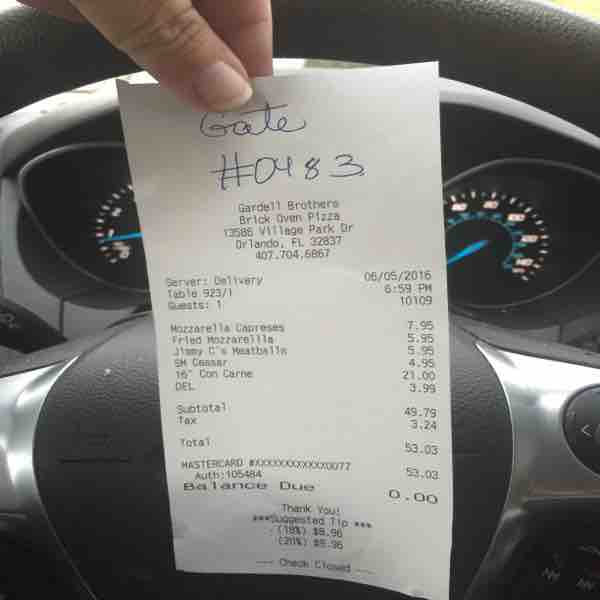 Gate
#0483
Gardell Brothers
Brick Oven Pizza
13586 Village Park Dr
Orlando, FL 32837
407.704.6867
Server: Delivery 06/05/2016
Table 923/1 6:59 PM
Guests: 1 10109
Mozzarella Capreses 7.95
Fried Mozzarellla 5.95
Jimmy C's Meatballs 5.95
SM Ceasar 4.95
16" Con Carne 21.00
DEL 3.99
Subtotal 49.79
Tax 3.24
Total 53.03
MASTERCARD #XXXXXXXXXXXX0077 53.03
Auth:105484
Balance Due 0.00
Thank You!
***Suggested Tip ***
(18%) $8.96
(20%) $9.96
--- Check Closed ---